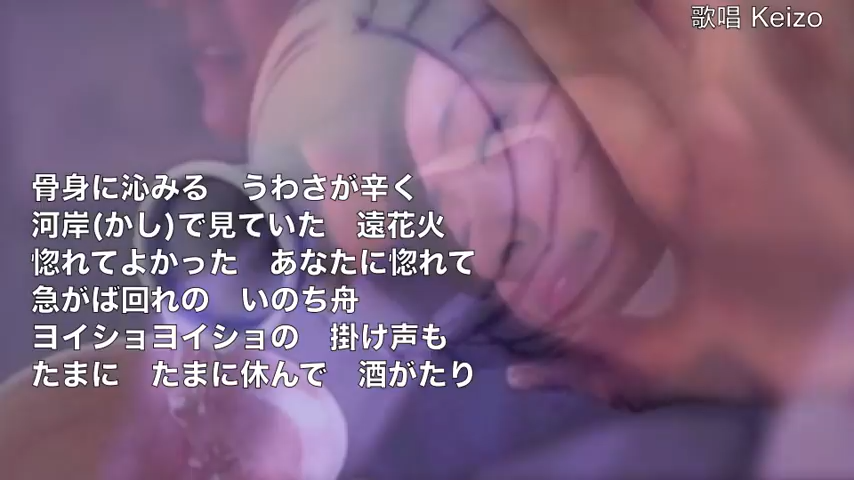 歌唱 Keizo
骨身に沁みる　うわさが辛く
河岸(かし)で見ていた　遠花火
惚れてよかった　あなたに惚れて
急がば回れの　いのち舟
ヨイショヨイショの　掛け声も
たまに　たまに休んで　酒がたり